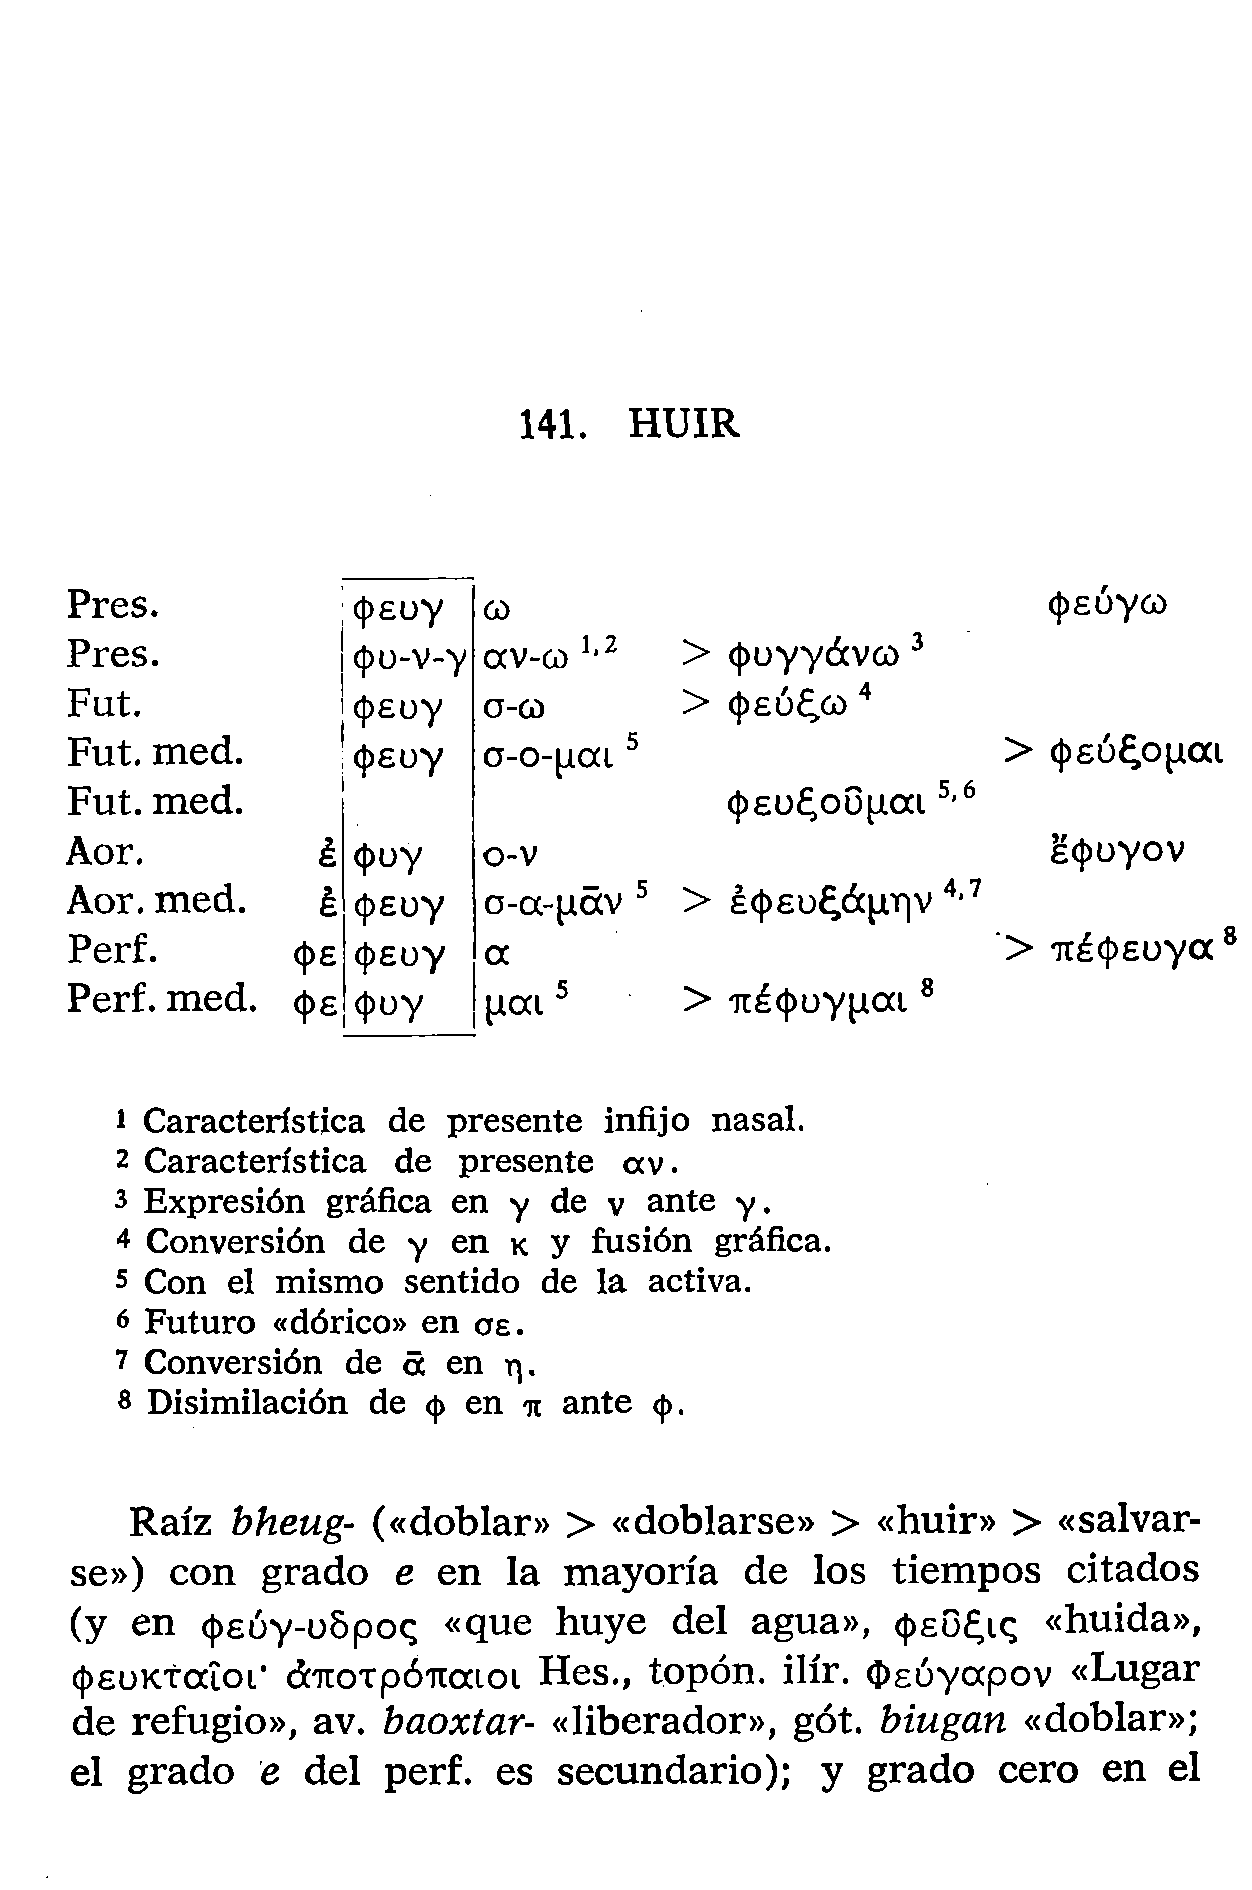 141. HUIR
Pres. φευγ ω φεύγω
Pres. φυ-ν-γ αν-ω 1,2 > φυγγάνω 3
Fut. φευγ σ-ω > φεύξω 4
Fut. med. φευγ σ-ο-μαι 5 > φεύξομαι
Fut. med. φευξοῦμαι 5,6
Aor. ἐ φυγ ο-ν ἔφυγον
Aor. med. ἐ φευγ σ-α-μᾱν 5 > ἐφευξάμην 4,7
Perf. φε φευγ α > πέφευγα 8
Perf. med. φε φυγ μαι 5 > πέφυγμαι 8
1 Característica de presente infijo nasal.
2 Característica de presente αν.
3 Expresión gráfica en γ de ν ante γ.
4 Conversión de γ en κ y fusión gráfica.
5 Con el mismo sentido de la activa.
6 Futuro «dórico» en σε.
7 Conversión de ᾱ en η.
8 Disimilación de φ en π ante φ.
Raíz bheug- («doblar» > «doblarse» > «huir» > «salvar-
se») con grado e en la mayoría de los tiempos citados
(y en φεύγ-υδρος «que huye del agua», φεῦξις «huida»,
φευκταῖοι· ἀποτρόπαιοι Hes., topón. ilír. Φεύγαρον «Lugar
de refugio», av. baoxtar- «liberador», gót. biugan «doblar»;
el grado e del perf. es secundario); y grado cero en el